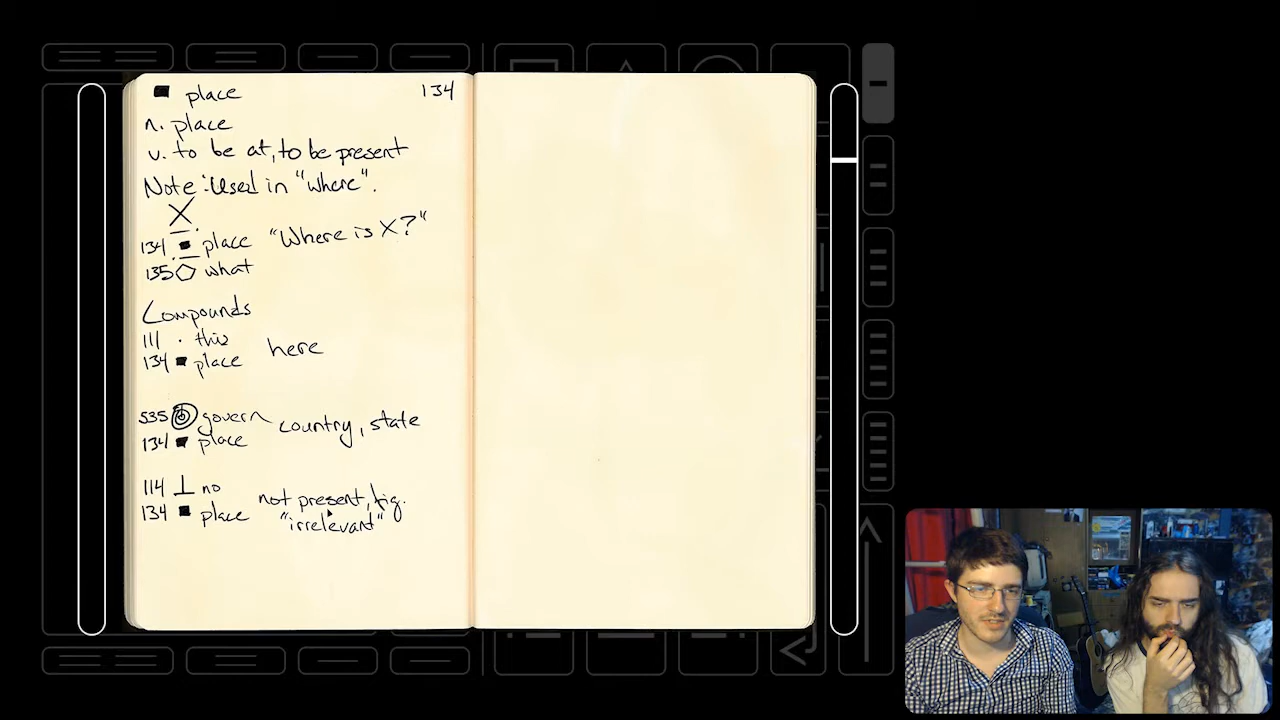 ■ place 134
n. place
v. to be at, to be present
Note: Used in "where".
X
134 ■ place "Where is X?"
135 ⬠ what
Compounds
111 · this
134 ■ place here
535 govern
134 ■ place country, state
114 ⊥ no
134 ■ place not present, fig.
"irrelevant"